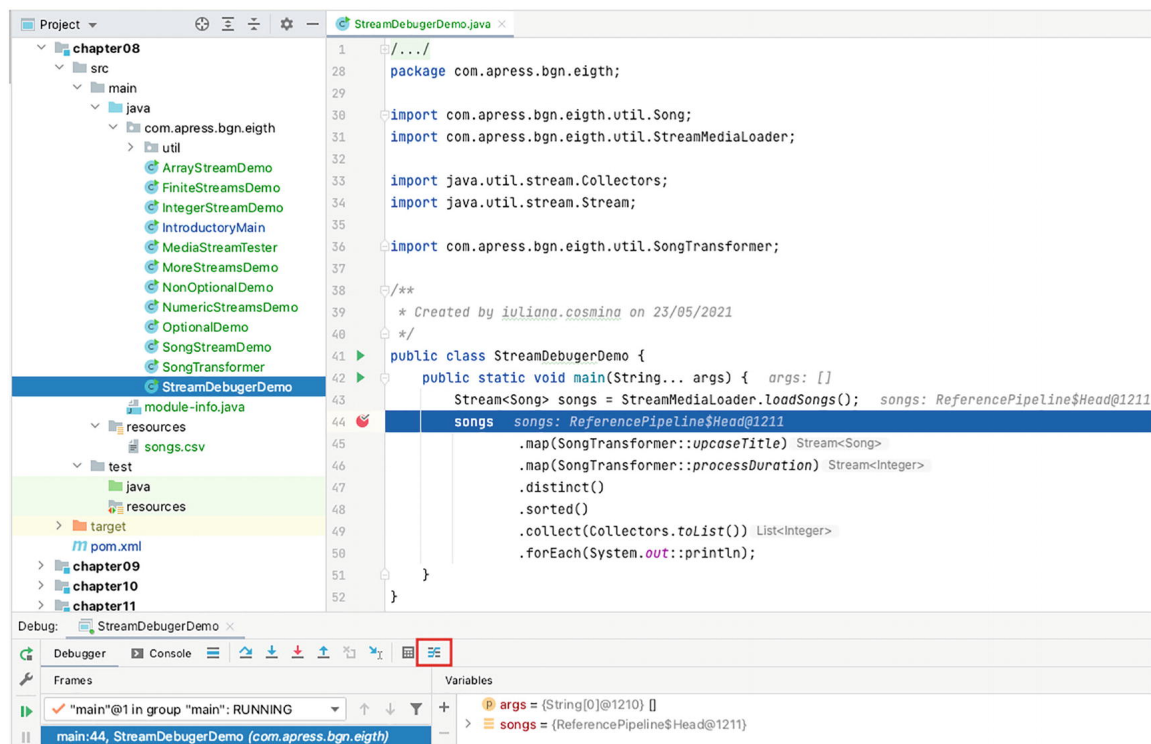 Project
chapter08
src
main
java
com.apress.bgn.eigth
util
ArrayStreamDemo
FiniteStreamsDemo
IntegerStreamDemo
IntroductoryMain
MediaStreamTester
MoreStreamsDemo
NonOptionalDemo
NumericStreamsDemo
OptionalDemo
SongStreamDemo
SongTransformer
StreamDebugerDemo
module-info.java
resources
songs.csv
test
java
resources
target
pom.xml
chapter09
chapter10
chapter11
StreamDebugerDemo.java
1 /.../
28 package com.apress.bgn.eigth;
29
30 import com.apress.bgn.eigth.util.Song;
31 import com.apress.bgn.eigth.util.StreamMediaLoader;
32
33 import java.util.stream.Collectors;
34 import java.util.stream.Stream;
35
36 import com.apress.bgn.eigth.util.SongTransformer;
37
38 /**
39 * Created by iuliana.cosmina on 23/05/2021
40 */
41 public class StreamDebugerDemo {
42 public static void main(String... args) { args: []
43 Stream<Song> songs = StreamMediaLoader.loadSongs(); songs: ReferencePipeline$Head@1211
44 songs songs: ReferencePipeline$Head@1211
45 .map(SongTransformer::upcaseTitle) Stream<Song>
46 .map(SongTransformer::processDuration) Stream<Integer>
47 .distinct()
48 .sorted()
49 .collect(Collectors.toList()) List<Integer>
50 .forEach(System.out::println);
51 }
52 }
Debug: StreamDebugerDemo
Debugger Console
Frames
"main"@1 in group "main": RUNNING
main:44, StreamDebugerDemo (com.apress.bgn.eigth)
Variables
args = {String[0]@1210} []
songs = {ReferencePipeline$Head@1211}